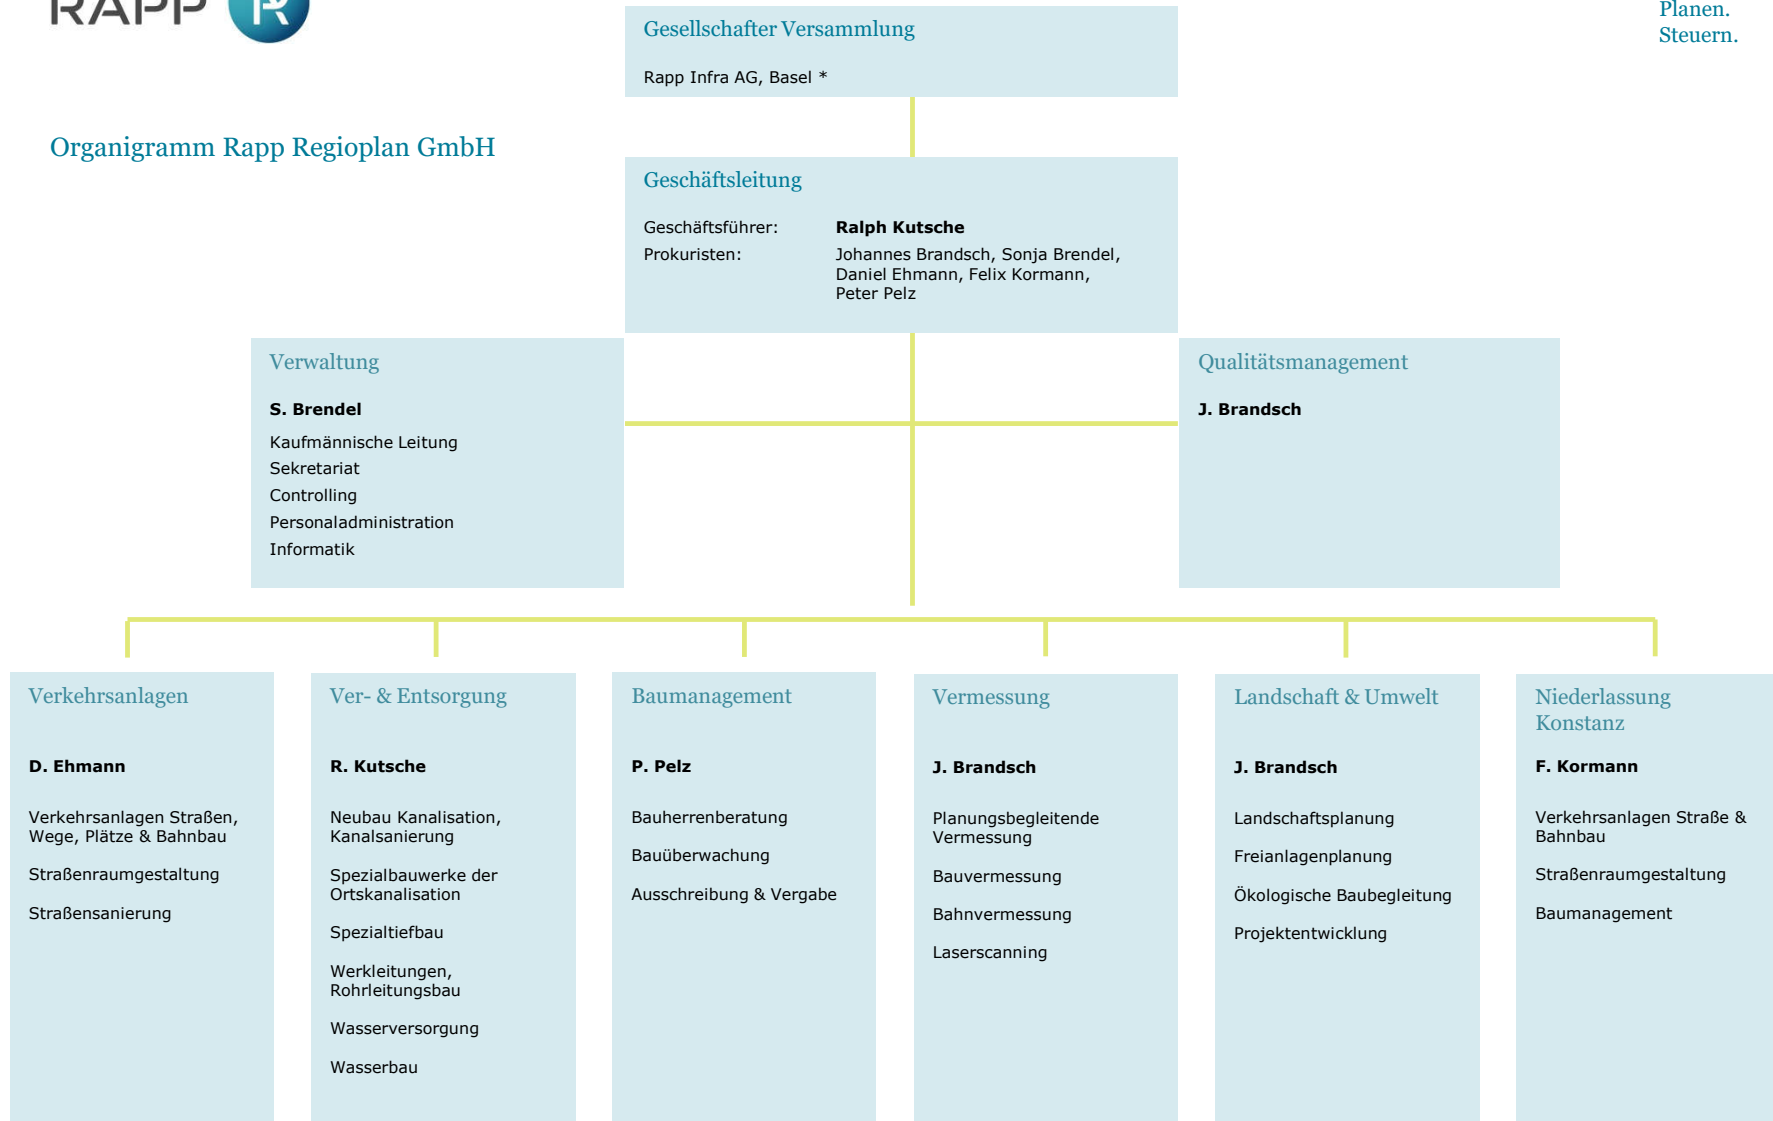 RAPP R
Planen.
Steuern.
Gesellschafter Versammlung
Rapp Infra AG, Basel *
Organigramm Rapp Regioplan GmbH
Geschäftsleitung
Geschäftsführer: Ralph Kutsche
Prokuristen: Johannes Brandsch, Sonja Brendel,
Daniel Ehmann, Felix Kormann,
Peter Pelz
Verwaltung
S. Brendel
Kaufmännische Leitung
Sekretariat
Controlling
Personaladministration
Informatik
Qualitätsmanagement
J. Brandsch
Verkehrsanlagen
D. Ehmann
Verkehrsanlagen Straßen,
Wege, Plätze & Bahnbau
Straßenraumgestaltung
Straßensanierung
Ver- & Entsorgung
R. Kutsche
Neubau Kanalisation,
Kanalsanierung
Spezialbauwerke der
Ortskanalisation
Spezialtiefbau
Werkleitungen,
Rohrleitungsbau
Wasserversorgung
Wasserbau
Baumanagement
P. Pelz
Bauherrenberatung
Bauüberwachung
Ausschreibung & Vergabe
Vermessung
J. Brandsch
Planungsbegleitende
Vermessung
Bauvermessung
Bahnvermessung
Laserscanning
Landschaft & Umwelt
J. Brandsch
Landschaftsplanung
Freianlagenplanung
Ökologische Baubegleitung
Projektentwicklung
Niederlassung
Konstanz
F. Kormann
Verkehrsanlagen Straße &
Bahnbau
Straßenraumgestaltung
Baumanagement